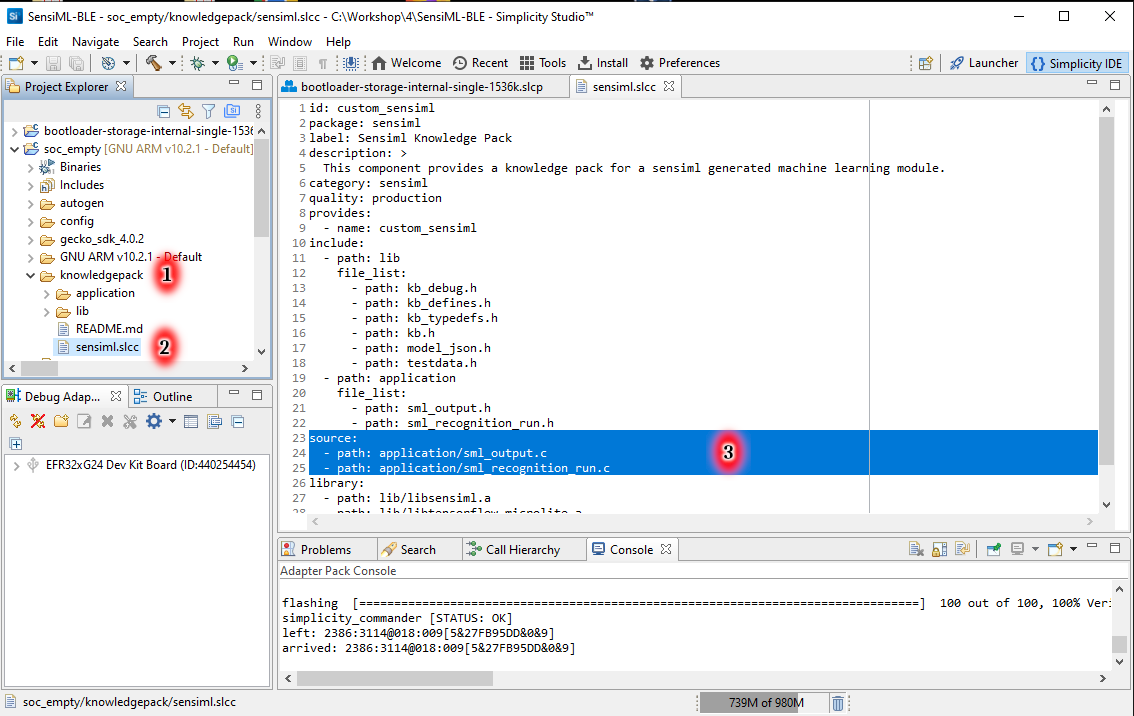 SensiML-BLE - soc_empty/knowledgepack/sensiml.slcc - C:\Workshop\4\SensiML-BLE - Simplicity Studio™
File Edit Navigate Search Project Run Window Help
Welcome Recent Tools Install Preferences Launcher Simplicity IDE
Project Explorer
bootloader-storage-internal-single-1536
soc_empty [GNU ARM v10.2.1 - Default]
Binaries
Includes
autogen
config
gecko_sdk_4.0.2
GNU ARM v10.2.1 - Default
knowledgepack 1
application
lib
README.md
sensiml.slcc 2
Debug Adap... Outline
EFR32xG24 Dev Kit Board (ID:440254454)
bootloader-storage-internal-single-1536k.slcp sensiml.slcc
1 id: custom_sensiml
2 package: sensiml
3 label: Sensiml Knowledge Pack
4 description: >
5 This component provides a knowledge pack for a sensiml generated machine learning module.
6 category: sensiml
7 quality: production
8 provides:
9 - name: custom_sensiml
10 include:
11 - path: lib
12 file_list:
13 - path: kb_debug.h
14 - path: kb_defines.h
15 - path: kb_typedefs.h
16 - path: kb.h
17 - path: model_json.h
18 - path: testdata.h
19 - path: application
20 file_list:
21 - path: sml_output.h
22 - path: sml_recognition_run.h
23 source:
24 - path: application/sml_output.c 3
25 - path: application/sml_recognition_run.c
26 library:
27 - path: lib/libsensiml.a
28 - path: lib/libtensorflow-microlite.a
Problems Search Call Hierarchy Console
Adapter Pack Console
flashing [================================================================================] 100 out of 100, 100% Veri
simplicity_commander [STATUS: OK]
left: 2386:3114@018:009[5&27FB95DD&0&9]
arrived: 2386:3114@018:009[5&27FB95DD&0&9]
soc_empty/knowledgepack/sensiml.slcc 739M of 980M